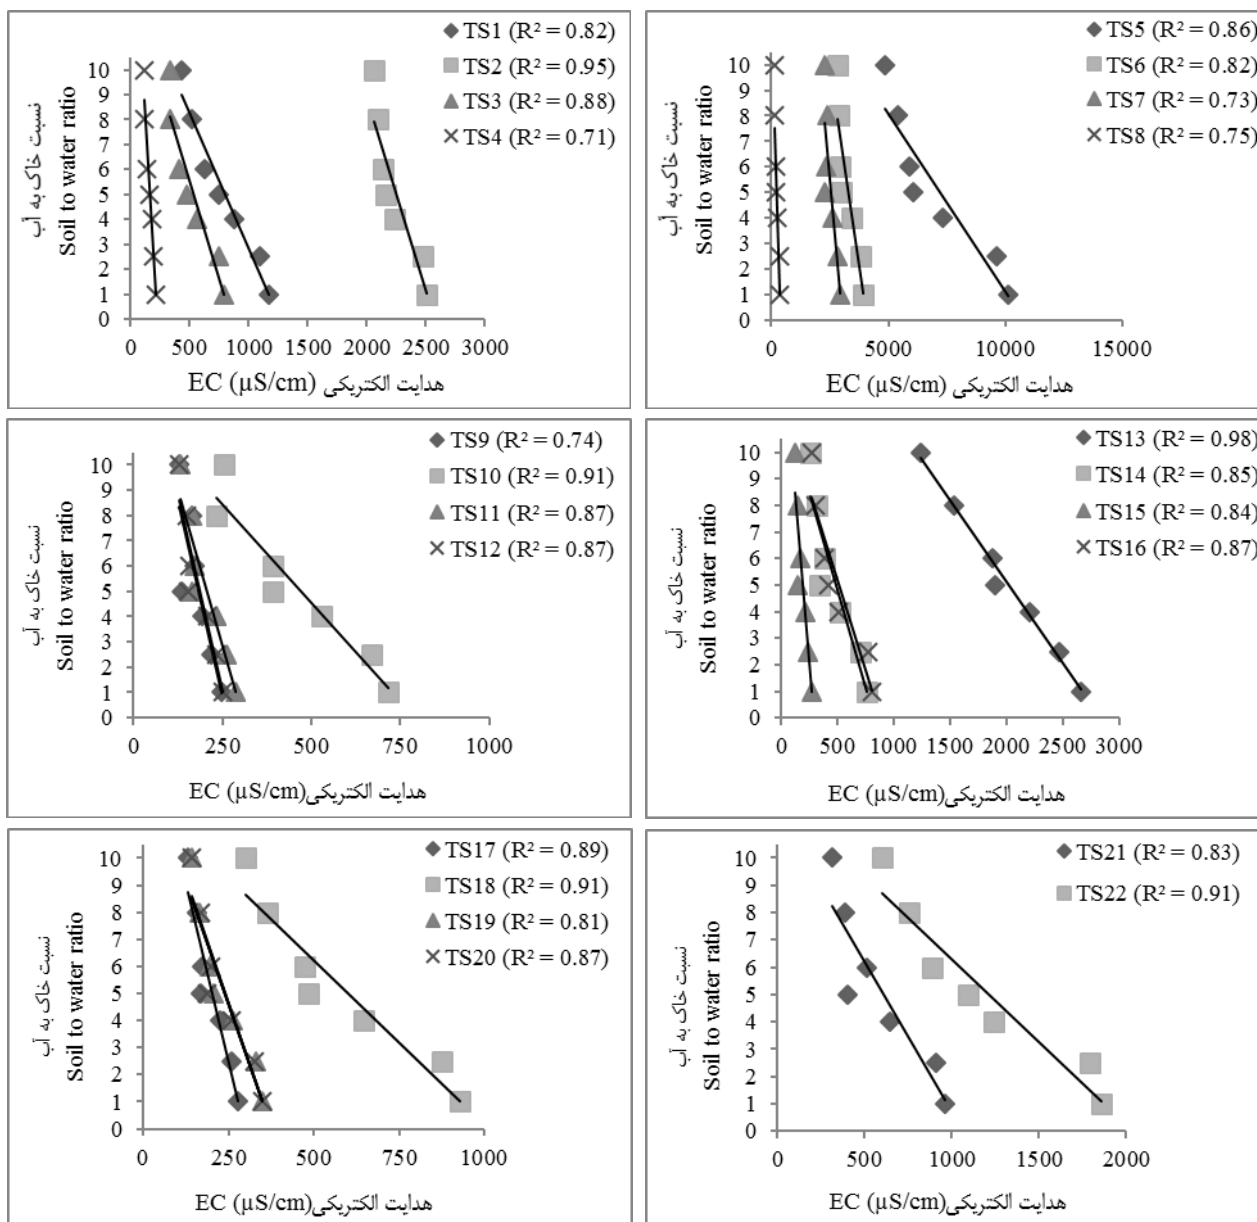 TS1 (R² = 0.82)
TS2 (R² = 0.95)
TS3 (R² = 0.88)
TS4 (R² = 0.71)
10
9
8
7
6
5
4
3
2
1
0
نسبت خاک به آب
Soil to water ratio
0 500 1000 1500 2000 2500 3000
EC (µS/cm) هدایت الکتریکی
TS5 (R² = 0.86)
TS6 (R² = 0.82)
TS7 (R² = 0.73)
TS8 (R² = 0.75)
10
9
8
7
6
5
4
3
2
1
0
نسبت خاک به آب
Soil to water ratio
0 5000 10000 15000
EC (µS/cm) هدایت الکتریکی
TS9 (R² = 0.74)
TS10 (R² = 0.91)
TS11 (R² = 0.87)
TS12 (R² = 0.87)
10
9
8
7
6
5
4
3
2
1
0
نسبت خاک به آب
Soil to water ratio
0 250 500 750 1000
EC (µS/cm)هدایت الکتریکی
TS13 (R² = 0.98)
TS14 (R² = 0.85)
TS15 (R² = 0.84)
TS16 (R² = 0.87)
10
9
8
7
6
5
4
3
2
1
0
نسبت خاک به آب
Soil to water ratio
0 500 1000 1500 2000 2500 3000
EC (µS/cm)هدایت الکتریکی
TS17 (R² = 0.89)
TS18 (R² = 0.91)
TS19 (R² = 0.81)
TS20 (R² = 0.87)
10
9
8
7
6
5
4
3
2
1
0
نسبت خاک به آب
Soil to water ratio
0 250 500 750 1000
EC (µS/cm)هدایت الکتریکی
TS21 (R² = 0.83)
TS22 (R² = 0.91)
10
9
8
7
6
5
4
3
2
1
0
نسبت خاک به آب
Soil to water ratio
0 500 1000 1500 2000
EC (µS/cm)هدایت الکتریکی